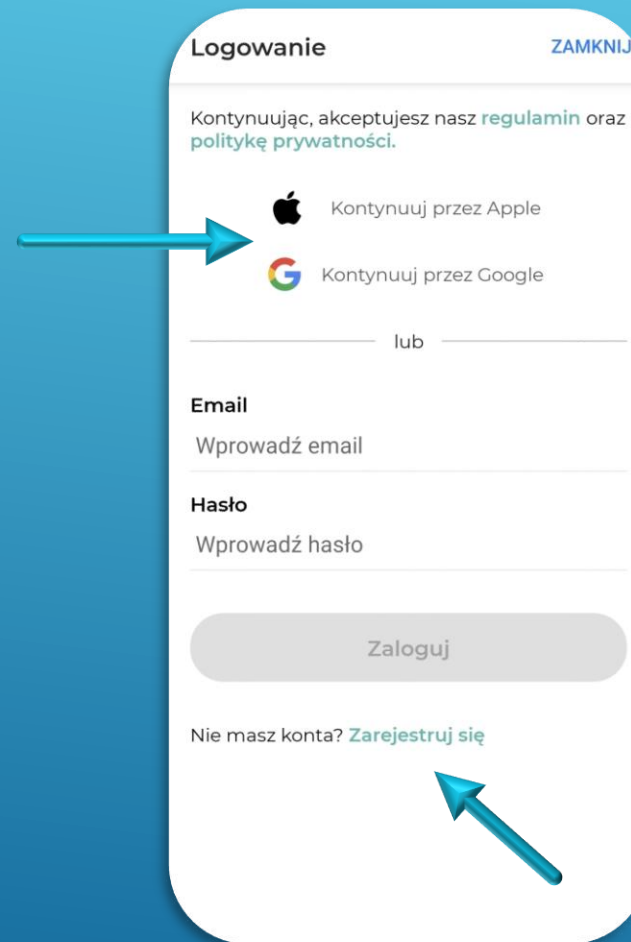 Logowanie ZAMKNIJ
Kontynuując, akceptujesz nasz regulamin oraz
politykę prywatności.
Kontynuuj przez Apple
Kontynuuj przez Google
lub
Email
Wprowadź email
Hasło
Wprowadź hasło
Zaloguj
Nie masz konta? Zarejestruj się